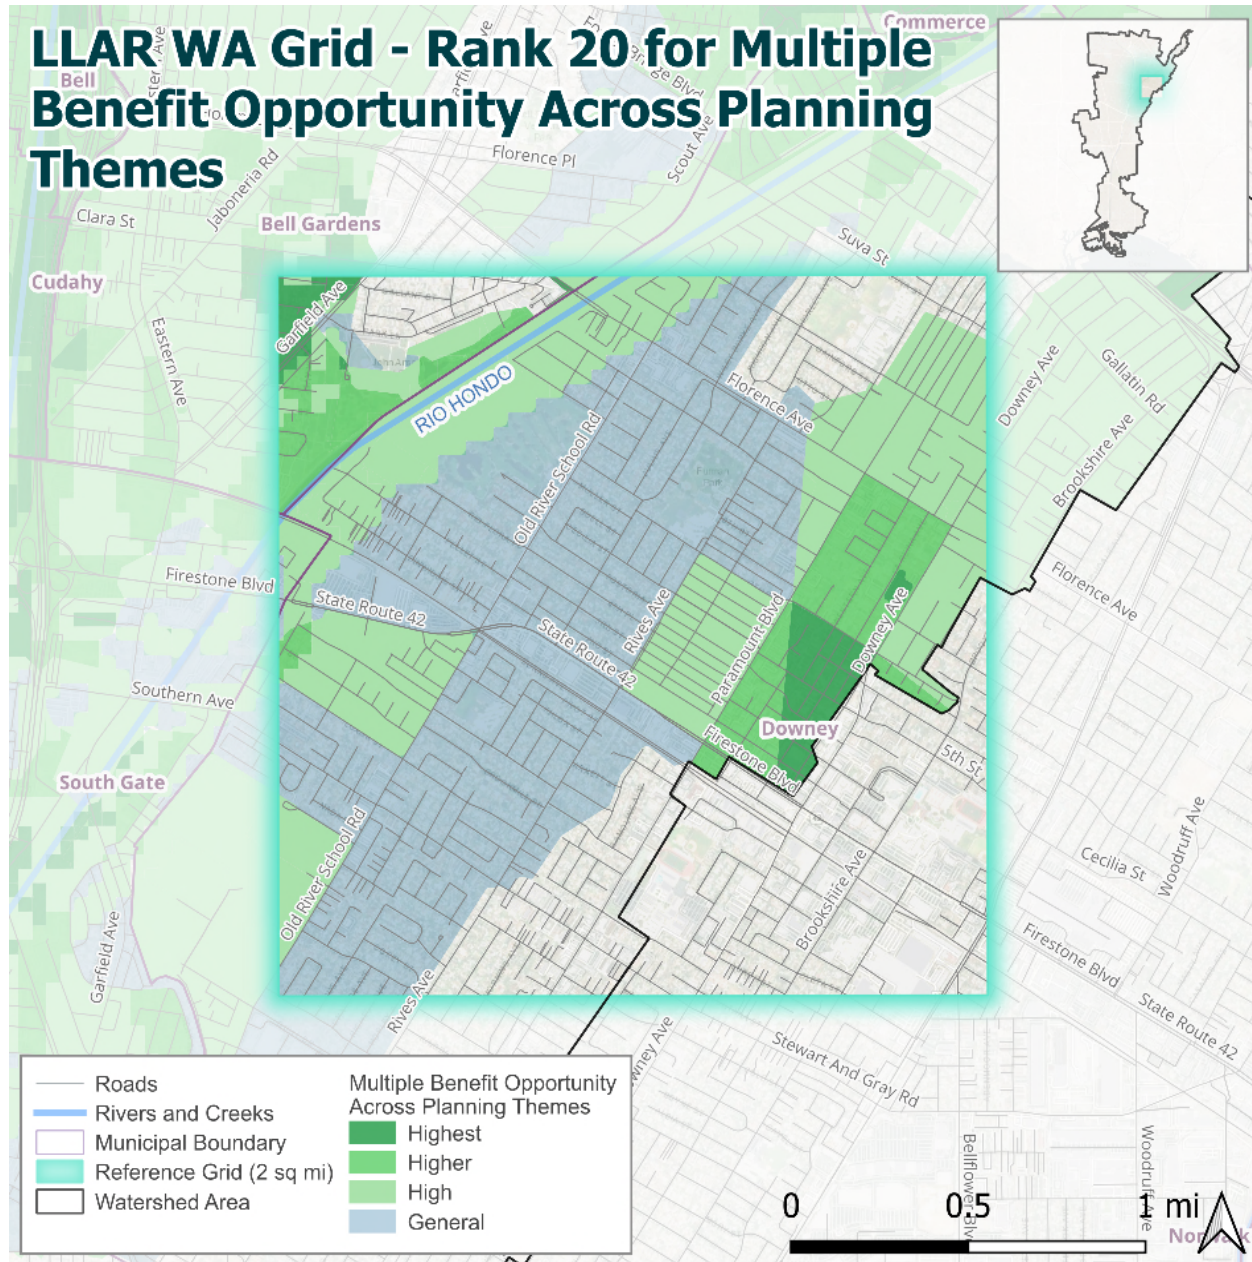 LLAR WA Grid - Rank 20 for Multiple
Benefit Opportunity Across Planning
Themes
Commerce
Bell
Florence Pl
Scout Ave
Jaboneria Rd
Clara St
Bell Gardens
Suva St
Cudahy
Garfield Ave
Eastern Ave
RIO HONDO
Florence Ave
Downey Ave
Gallatin Rd
Brookshire Ave
Old River School Rd
Firestone Blvd
State Route 42
Florence Ave
State Route 42
Rives Ave
Paramount Blvd
Downey Ave
Southern Ave
Downey
Firestone Blvd
5th St
South Gate
Old River School Rd
Woodruff Ave
Cecilia St
Brookshire Ave
Garfield Ave
Firestone Blvd
State Route 42
Rives Ave
Stewart And Gray Rd
Bellflower Blv
Woodruff Ave
Roads
Rivers and Creeks
Municipal Boundary
Reference Grid (2 sq mi)
Watershed Area
Multiple Benefit Opportunity
Across Planning Themes
Highest
Higher
High
General
0 0.5 1 mi